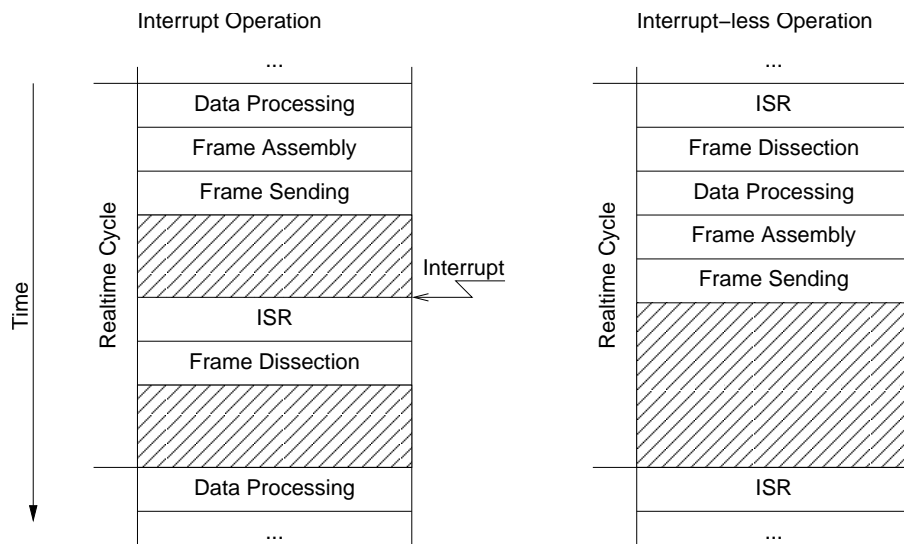 Interrupt Operation
...
Data Processing
Frame Assembly
Frame Sending
Interrupt
ISR
Frame Dissection
Data Processing
...
Realtime Cycle
Time
Interrupt−less Operation
...
ISR
Frame Dissection
Data Processing
Frame Assembly
Frame Sending
ISR
...
Realtime Cycle